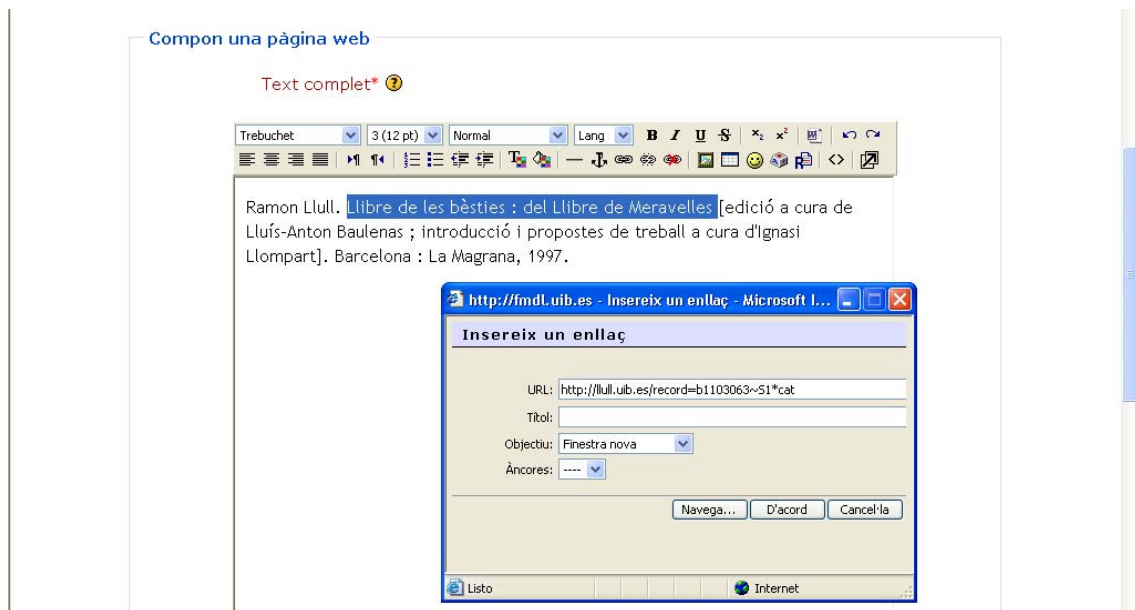 Compon una pàgina web
Text complet*
Trebuchet 3 (12 pt) Normal Lang B I U S x₂ x²
Ramon Llull. Llibre de les bèsties : del Llibre de Meravelles [edició a cura de
Lluís-Anton Baulenas ; introducció i propostes de treball a cura d'Ignasi
Llompart]. Barcelona : La Magrana, 1997.
http://fmdl.uib.es - Insereix un enllaç - Microsoft I...
Insereix un enllaç
URL: http://llull.uib.es/record=b1103063~S1*cat
Títol:
Objectiu: Finestra nova
Àncores: ----
Navega... D'acord Cancel·la
Listo Internet